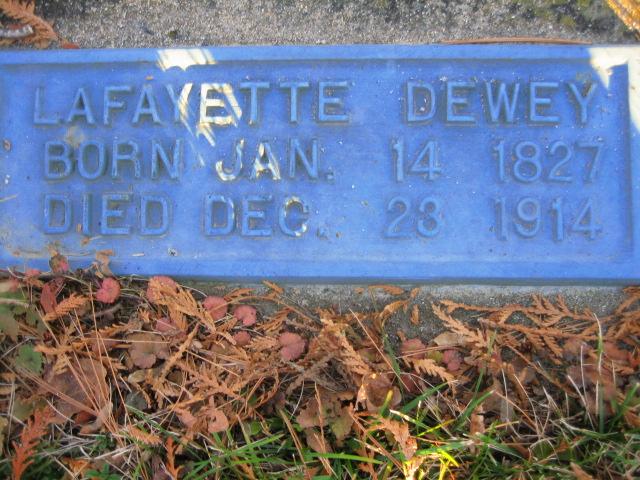 LAFAYETTE DEWEY
BORN JAN. 14 1827
DIED DEC. 23 1914